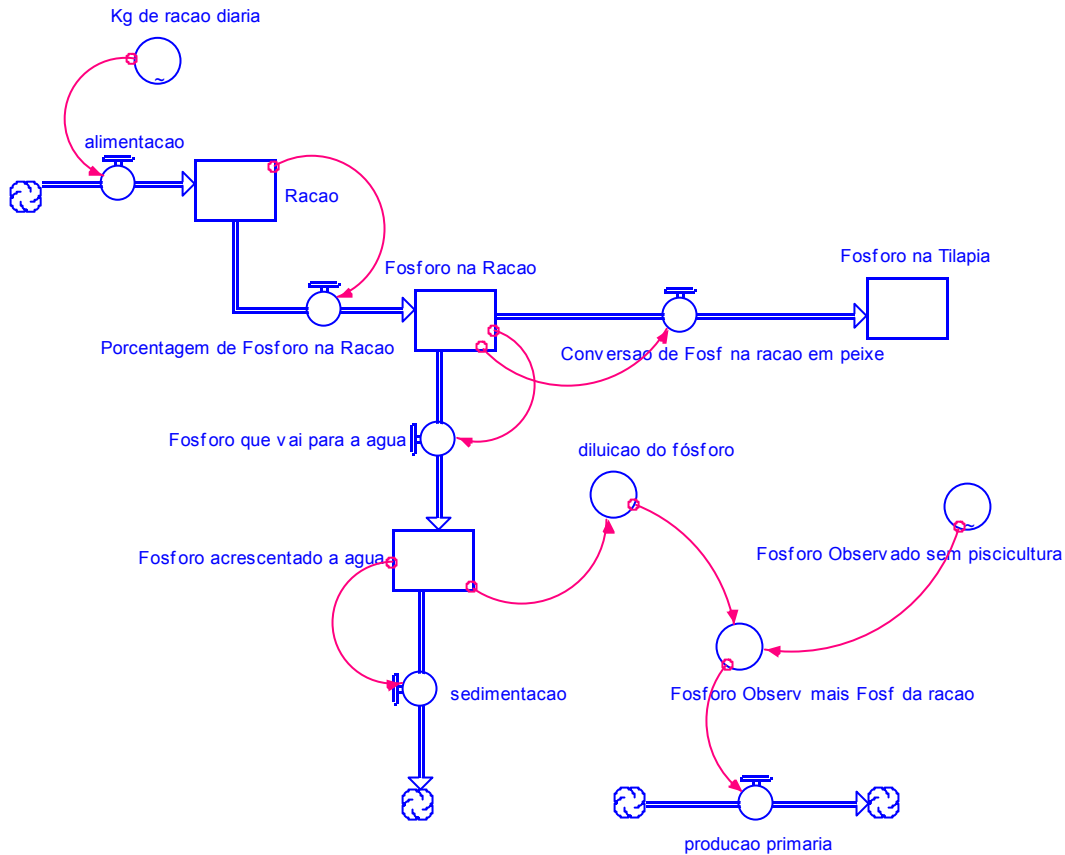 Kg de racao diaria
alimentacao
Racao
Fosforo na Racao
Fosforo na Tilapia
Porcentagem de Fosforo na Racao
Conversao de Fosf na racao em peixe
Fosforo que vai para a agua
diluicao do fósforo
Fosforo acrescentado a agua
Fosforo Observado sem piscicultura
sedimentacao
Fosforo Observ mais Fosf da racao
producao primaria
~
~